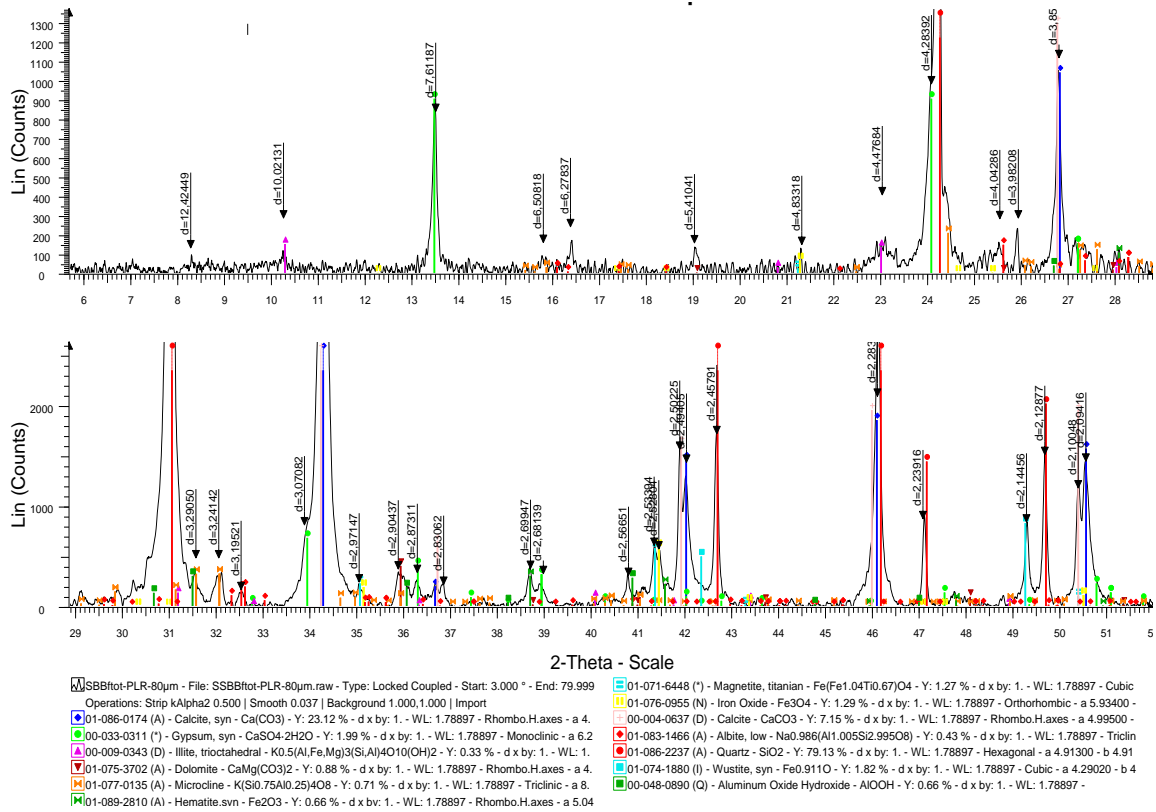 Lin (Counts)
1300
1200
1100
1000
900
800
700
600
500
400
300
200
100
0
d=12,42449
d=10,02131
d=7,61187
d=6,50818
d=6,27837
d=5,41041
d=4,83318
d=4,47684
d=4,28392
d=4,04286
d=3,98208
d=3,85
6 7 8 9 10 11 12 13 14 15 16 17 18 19 20 21 22 23 24 25 26 27 28
Lin (Counts)
2000
1000
0
d=3,29050
d=3,24142
d=3,19521
d=3,07082
d=2,97147
d=2,90437
d=2,87311
d=2,83062
d=2,69947
d=2,68139
d=2,56651
d=2,53394
d=2,50225
d=2,49405
d=2,45791
d=2,283
d=2,23916
d=2,14456
d=2,12877
d=2,10048
d=2,09416
29 30 31 32 33 34 35 36 37 38 39 40 41 42 43 44 45 46 47 48 49 50 51
2-Theta - Scale
SBBftot-PLR-80µm - File: SSBBftot-PLR-80µm.raw - Type: Locked Coupled - Start: 3.000 ° - End: 79.999
Operations: Strip kAlpha2 0.500 | Smooth 0.037 | Background 1.000,1.000 | Import
01-086-0174 (A) - Calcite, syn - Ca(CO3) - Y: 23.12 % - d x by: 1. - WL: 1.78897 - Rhombo.H.axes - a 4.
00-033-0311 (*) - Gypsum, syn - CaSO4·2H2O - Y: 1.99 % - d x by: 1. - WL: 1.78897 - Monoclinic - a 6.2
00-009-0343 (D) - Illite, trioctahedral - K0.5(Al,Fe,Mg)3(Si,Al)4O10(OH)2 - Y: 0.33 % - d x by: 1. - WL: 1.
01-075-3702 (A) - Dolomite - CaMg(CO3)2 - Y: 0.88 % - d x by: 1. - WL: 1.78897 - Rhombo.H.axes - a 4.
01-077-0135 (A) - Microcline - K(Si0.75Al0.25)4O8 - Y: 0.71 % - d x by: 1. - WL: 1.78897 - Triclinic - a 8.
01-089-2810 (A) - Hematite,syn - Fe2O3 - Y: 0.66 % - d x by: 1. - WL: 1.78897 - Rhombo.H.axes - a 5.04
01-071-6448 (*) - Magnetite, titanian - Fe(Fe1.04Ti0.67)O4 - Y: 1.27 % - d x by: 1. - WL: 1.78897 - Cubic
01-076-0955 (N) - Iron Oxide - Fe3O4 - Y: 1.29 % - d x by: 1. - WL: 1.78897 - Orthorhombic - a 5.93400 -
00-004-0637 (D) - Calcite - CaCO3 - Y: 7.15 % - d x by: 1. - WL: 1.78897 - Rhombo.H.axes - a 4.99500 -
01-083-1466 (A) - Albite, low - Na0.986(Al1.005Si2.995O8) - Y: 0.43 % - d x by: 1. - WL: 1.78897 - Triclin
01-086-2237 (A) - Quartz - SiO2 - Y: 79.13 % - d x by: 1. - WL: 1.78897 - Hexagonal - a 4.91300 - b 4.91
01-074-1880 (I) - Wustite, syn - Fe0.911O - Y: 1.82 % - d x by: 1. - WL: 1.78897 - Cubic - a 4.29020 - b 4
00-048-0890 (Q) - Aluminum Oxide Hydroxide - AlOOH - Y: 0.66 % - d x by: 1. - WL: 1.78897 -